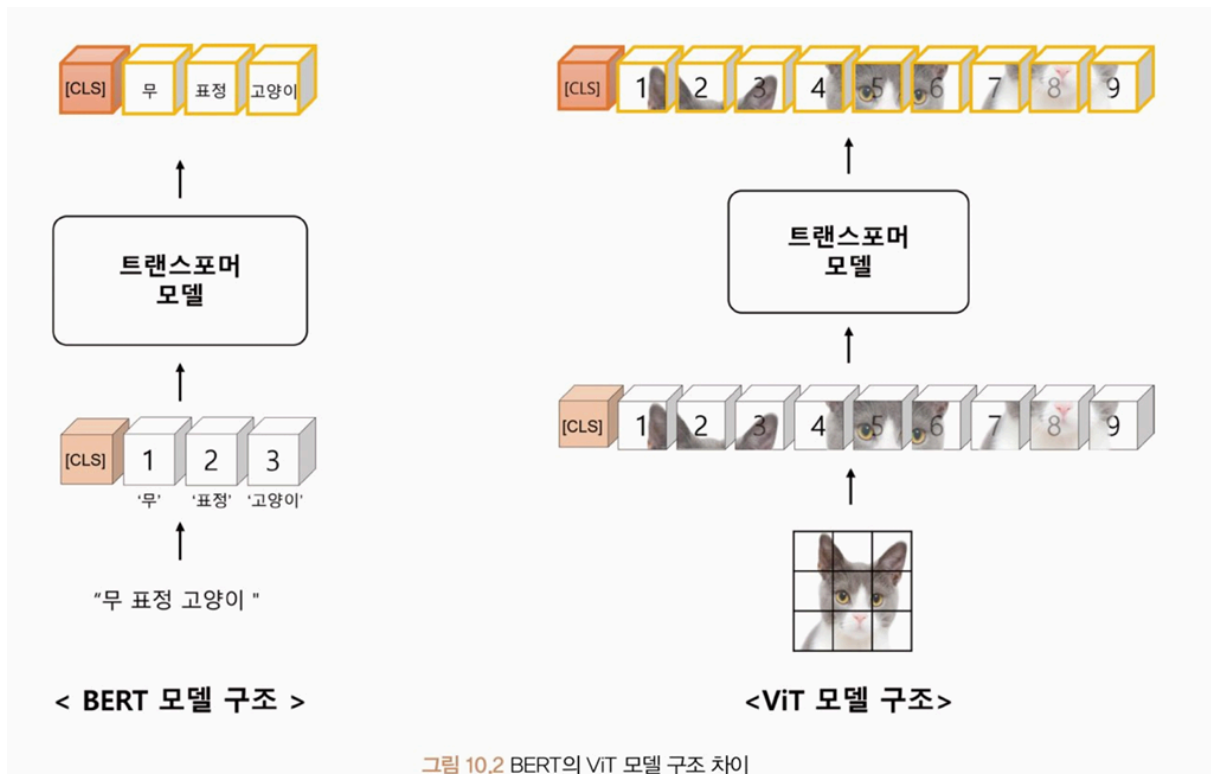 [CLS] 무 표정 고양이
트랜스포머
모델
[CLS] 1 2 3
‘무’ ‘표정’ ‘고양이’
“무 표정 고양이 "
< BERT 모델 구조 >
[CLS] 1 2 3 4 5 6 7 8 9
트랜스포머
모델
[CLS] 1 2 3 4 5 6 7 8 9
<ViT 모델 구조>
그림 10.2 BERT의 ViT 모델 구조 차이